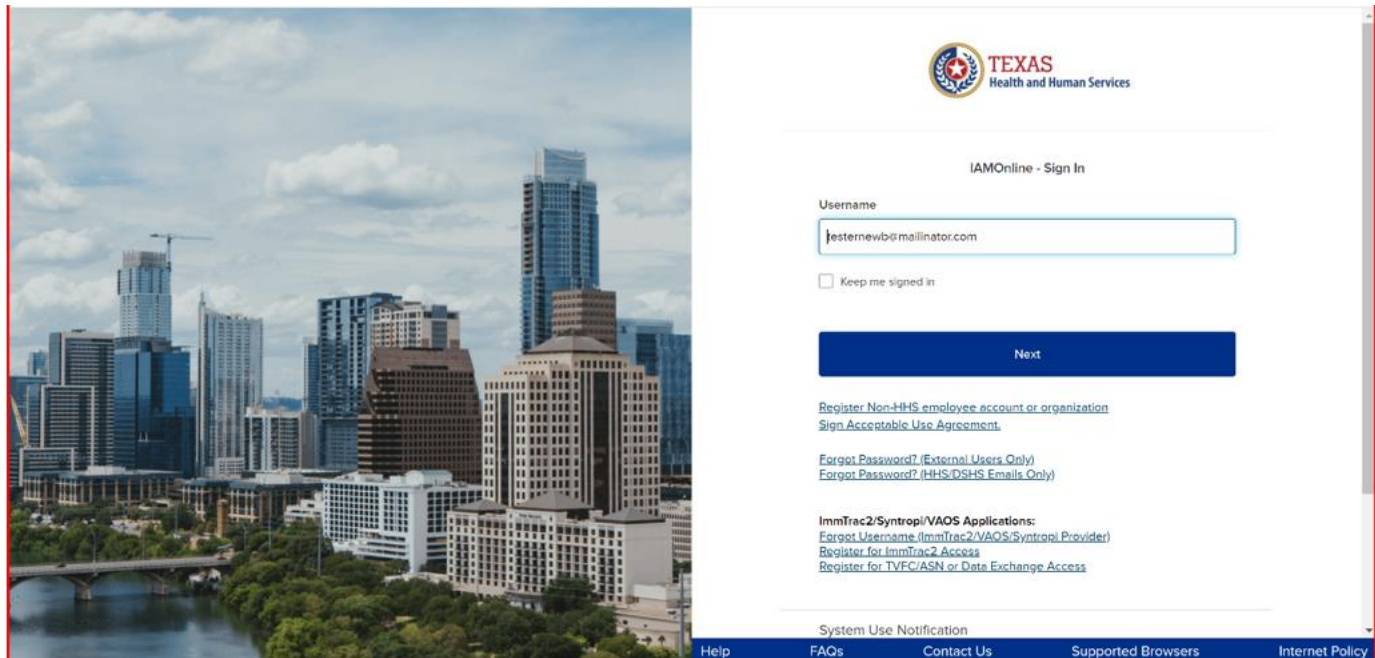 TEXAS
Health and Human Services
IAMOnline - Sign In
Username
testernewb@mailinator.com
Keep me signed in
Next
Register Non-HHS employee account or organization
Sign Acceptable Use Agreement.
Forgot Password? (External Users Only)
Forgot Password? (HHS/DSHS Emails Only)
ImmTrac2/Syntropi/VAOS Applications:
Forgot Username (ImmTrac2/VAOS/Syntropi Provider)
Register for ImmTrac2 Access
Register for TVFC/ASN or Data Exchange Access
System Use Notification
Help FAQs Contact Us Supported Browsers Internet Policy